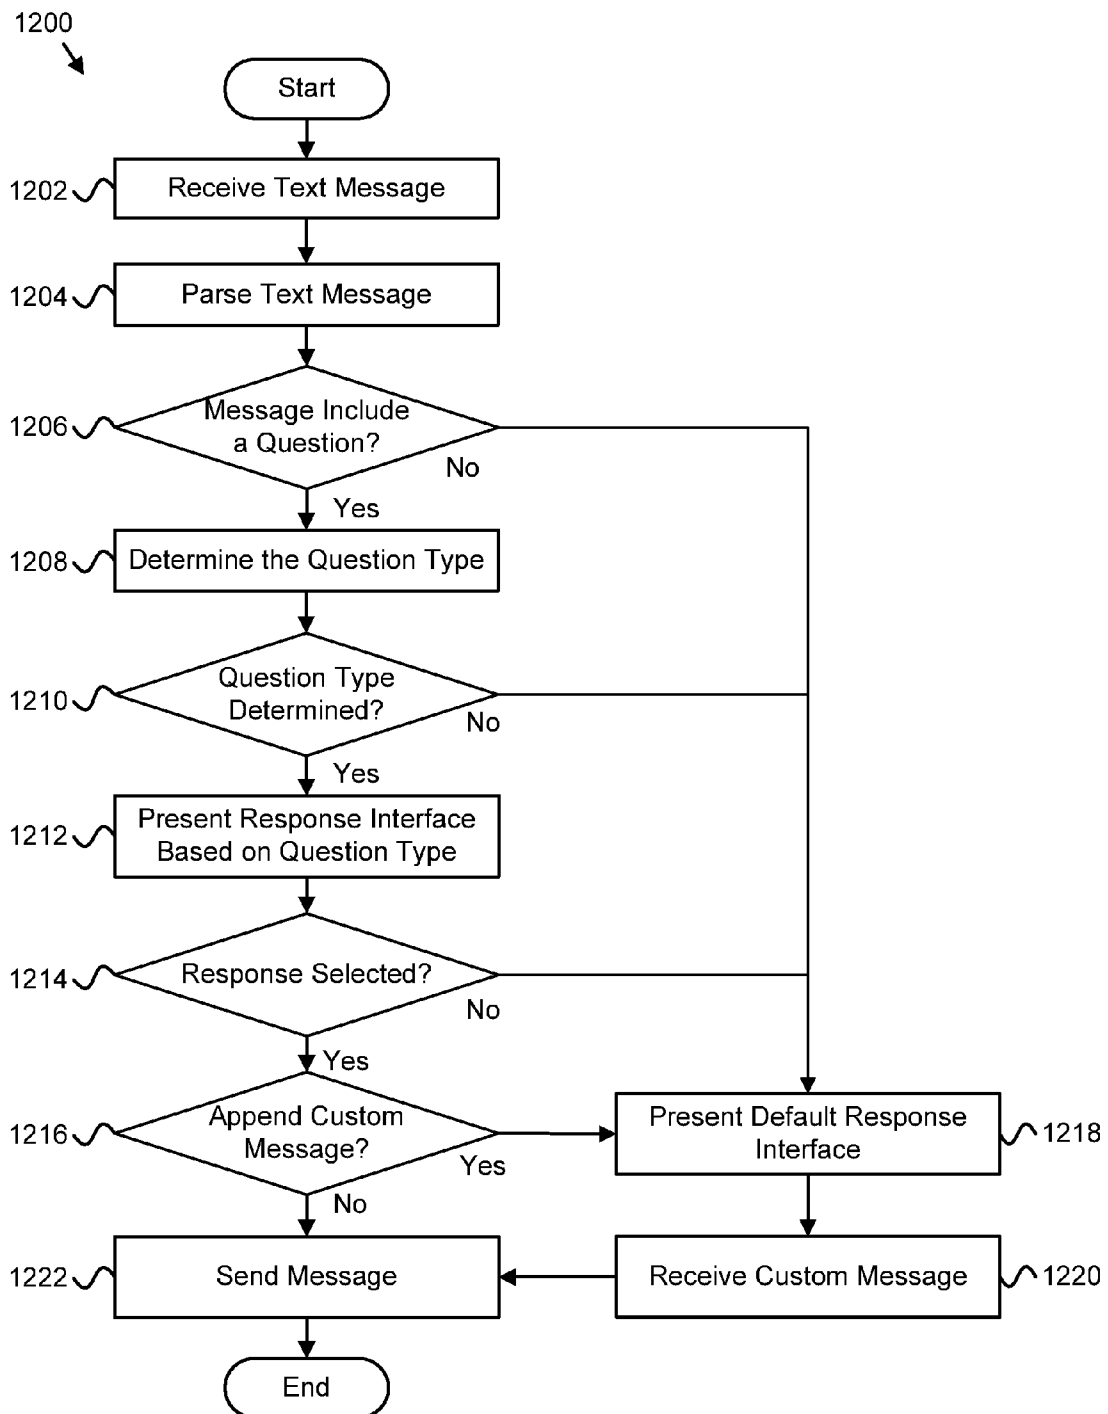 1200
Start
1202
Receive Text Message
1204
Parse Text Message
1206
Message Include
a Question?
No
Yes
1208
Determine the Question Type
1210
Question Type
Determined?
No
Yes
1212
Present Response Interface
Based on Question Type
1214
Response Selected?
No
Yes
1216
Append Custom
Message?
Yes
No
Present Default Response
Interface
1218
1222
Send Message
Receive Custom Message
1220
End